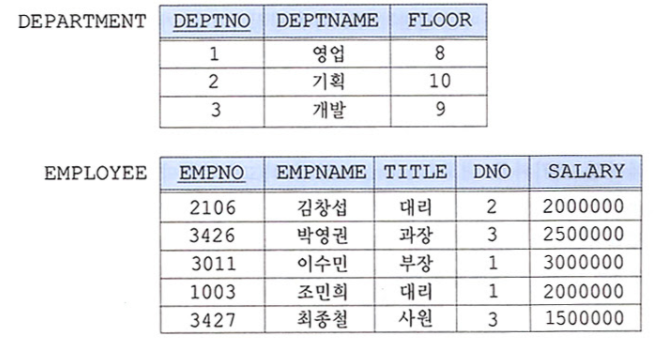 DEPARTMENT DEPTNO DEPTNAME FLOOR
1 영업 8
2 기획 10
3 개발 9
EMPLOYEE EMPNO EMPNAME TITLE DNO SALARY
2106 김창섭 대리 2 2000000
3426 박영권 과장 3 2500000
3011 이수민 부장 1 3000000
1003 조민희 대리 1 2000000
3427 최종철 사원 3 1500000